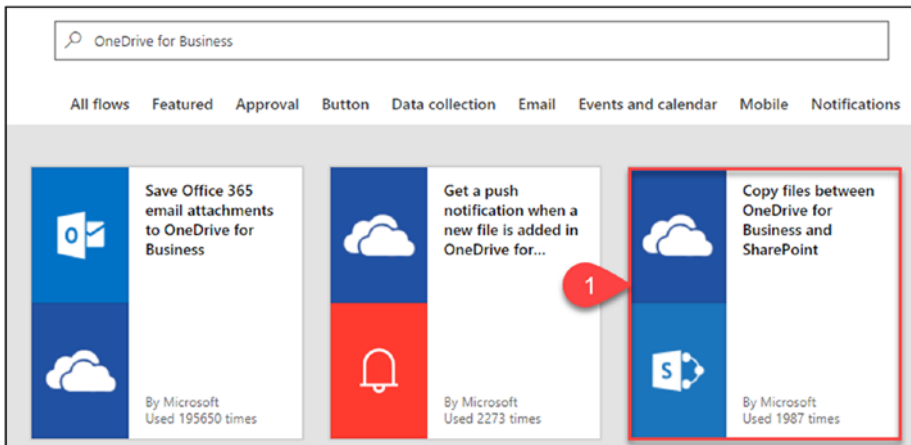 OneDrive for Business
All flows Featured Approval Button Data collection Email Events and calendar Mobile Notifications
Save Office 365
email attachments
to OneDrive for
Business
By Microsoft
Used 195650 times
Get a push
notification when a
new file is added in
OneDrive for...
By Microsoft
Used 2273 times
1
Copy files between
OneDrive for
Business and
SharePoint
By Microsoft
Used 1987 times